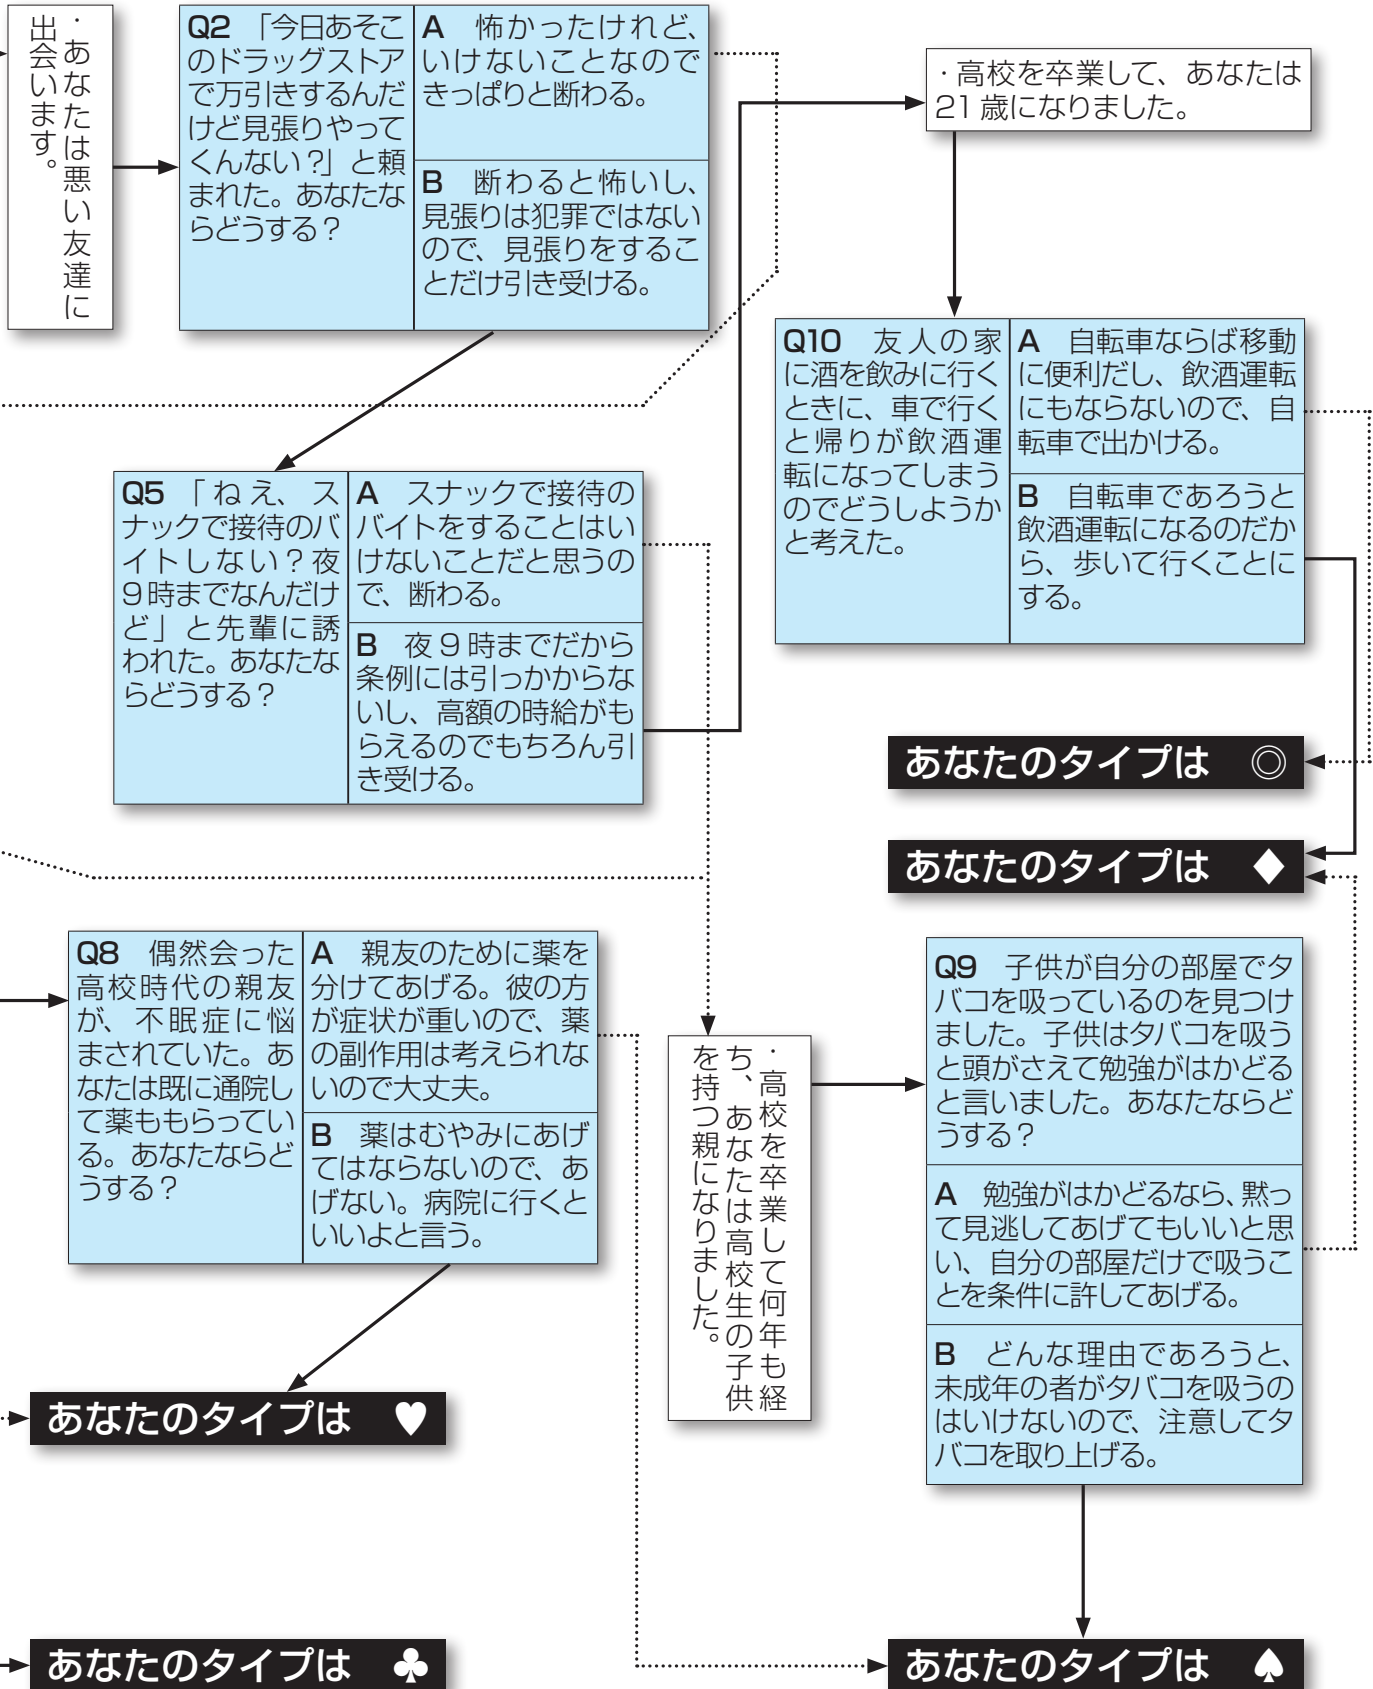 ・あなたは悪い友達に
出会います。
Q2 「今日あそこ
のドラッグストア
で万引きするんだ
けど見張りやって
くんない？」と頼
まれた。あなたな
らどうする？
A 怖かったけれど、
いけないことなので
きっぱりと断わる。
B 断わると怖いし、
見張りは犯罪ではない
ので、見張りをするこ
とだけ引き受ける。
・高校を卒業して、あなたは
21歳になりました。
Q10 友人の家
に酒を飲みに行く
ときに、車で行く
と帰りが飲酒運
転になってしまう
のでどうしようか
と考えた。
A 自転車ならば移動
に便利だし、飲酒運転
にもならないので、自
転車で出かける。
B 自転車であろうと
飲酒運転になるのだか
ら、歩いて行くことに
する。
Q5 「ねえ、ス
ナックで接待のバ
イトしない？夜
9時までなんだけ
ど」と先輩に誘
われた。あなたな
らどうする？
A スナックで接待の
バイトをすることはい
けないことだと思うの
で、断わる。
B 夜9時までだから
条例には引っかからな
いし、高額の時給がも
らえるのでもちろん引
き受ける。
あなたのタイプは ◎
あなたのタイプは ♦
Q8 偶然会った
高校時代の親友
が、不眠症に悩
まされていた。あ
なたは既に通院し
て薬ももらってい
る。あなたならど
うする？
A 親友のために薬を
分けてあげる。彼の方
が症状が重いので、薬
の副作用は考えられな
いので大丈夫。
B 薬はむやみにあげ
てはならないので、あ
げない。病院に行くと
いいよと言う。
・高校を卒業して何年も経
ち、あなたは高校生の子供
を持つ親になりました。
Q9 子供が自分の部屋でタ
バコを吸っているのを見つけ
ました。子供はタバコを吸う
と頭がさえて勉強がはかどる
と言いました。あなたならど
うする？
A 勉強がはかどるなら、黙っ
て見逃してあげてもいいと思
い、自分の部屋だけで吸うこ
とを条件に許してあげる。
B どんな理由であろうと、
未成年の者がタバコを吸うの
はいけないので、注意してタ
バコを取り上げる。
あなたのタイプは ♥
あなたのタイプは ♣
あなたのタイプは ♠